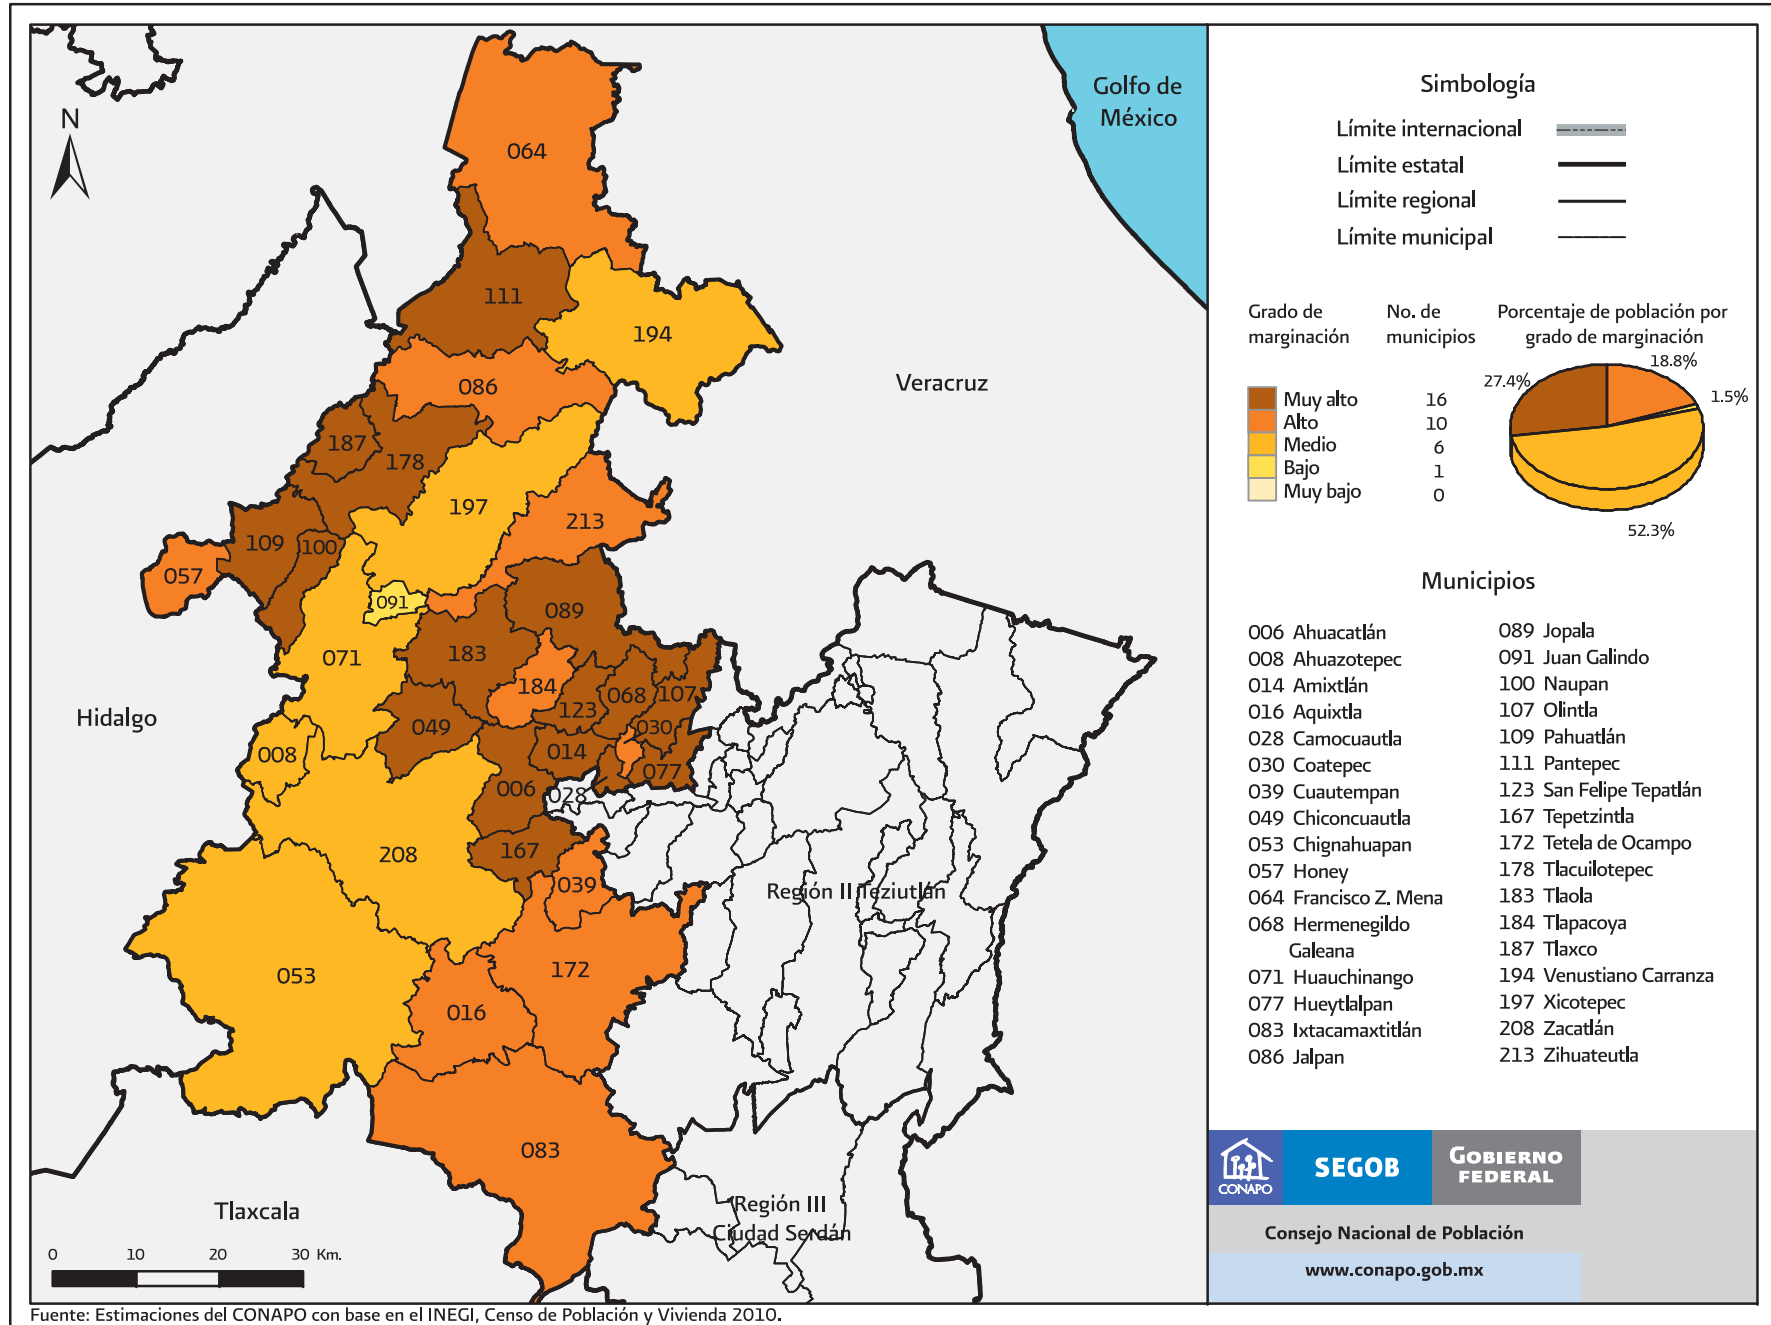 N
Golfo de
México
064
111
194
Veracruz
086
187
178
197
213
109
100
057
091
089
071
183
184
068
107
123
Hidalgo
049
030
008
014
077
006
028
208
167
039
Región II Teziutlán
053
172
016
083
Región III
Ciudad Serdán
Tlaxcala
0 10 20 30 Km.
Simbología
Límite internacional
Límite estatal
Límite regional
Límite municipal
Grado de
marginación
No. de
municipios
Porcentaje de población por
grado de marginación
Muy alto 16
Alto 10
Medio 6
Bajo 1
Muy bajo 0
27.4%
18.8%
1.5%
52.3%
Municipios
006 Ahuacatlán
008 Ahuazotepec
014 Amixtlán
016 Aquixtla
028 Camocuautla
030 Coatepec
039 Cuautempan
049 Chiconcuautla
053 Chignahuapan
057 Honey
064 Francisco Z. Mena
068 Hermenegildo
Galeana
071 Huauchinango
077 Hueytlalpan
083 Ixtacamaxtitlán
086 Jalpan
089 Jopala
091 Juan Galindo
100 Naupan
107 Olintla
109 Pahuatlán
111 Pantepec
123 San Felipe Tepatlán
167 Tepetzintla
172 Tetela de Ocampo
178 Tlacuilotepec
183 Tlaola
184 Tlapacoya
187 Tlaxco
194 Venustiano Carranza
197 Xicotepec
208 Zacatlán
213 Zihuateutla
CONAPO
SEGOB
GOBIERNO
FEDERAL
Consejo Nacional de Población
www.conapo.gob.mx
Fuente: Estimaciones del CONAPO con base en el INEGI, Censo de Población y Vivienda 2010.